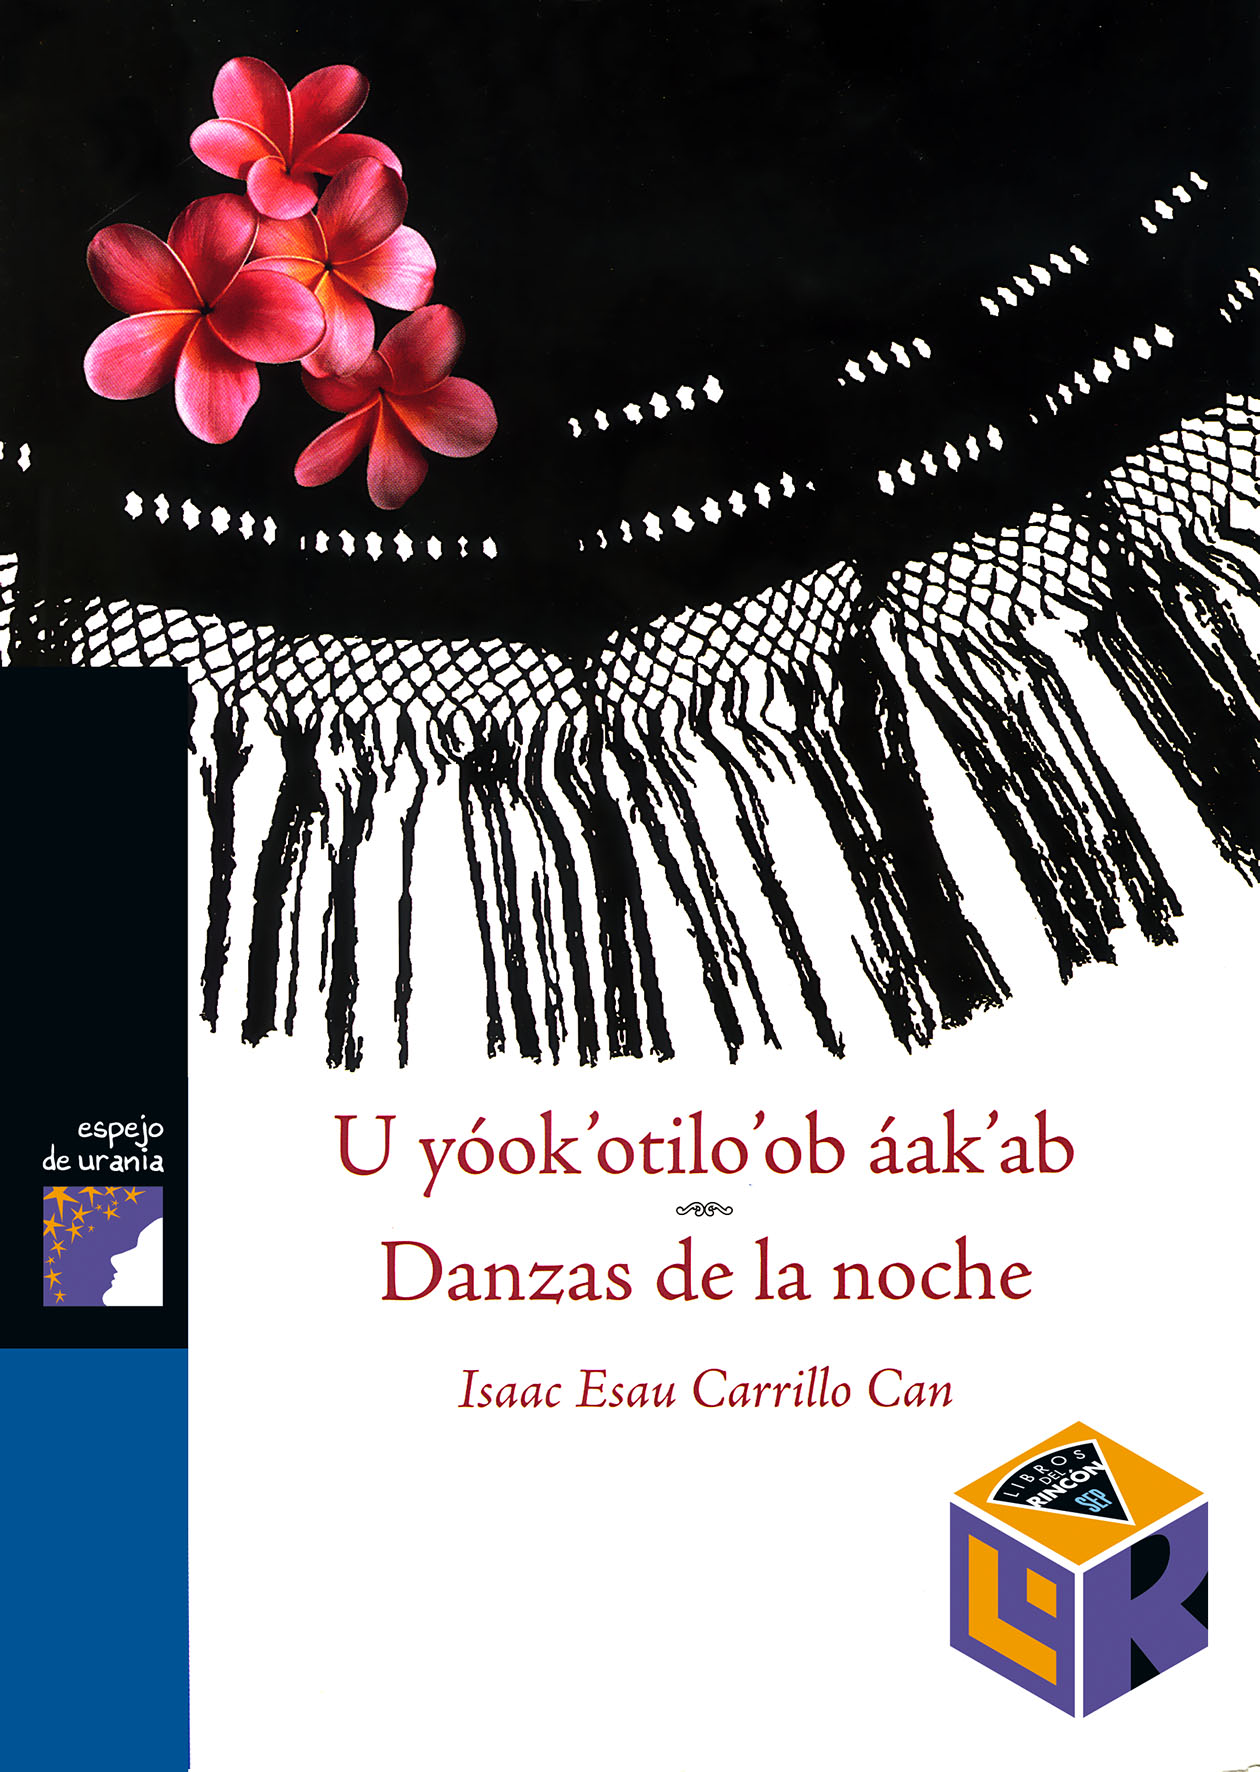 espejo
de urania
U yóok’otilo’ob áak’ab
Danzas de la noche
Isaac Esau Carrillo Can
LIBROS
DEL
RINCÓN
SEP
LdR